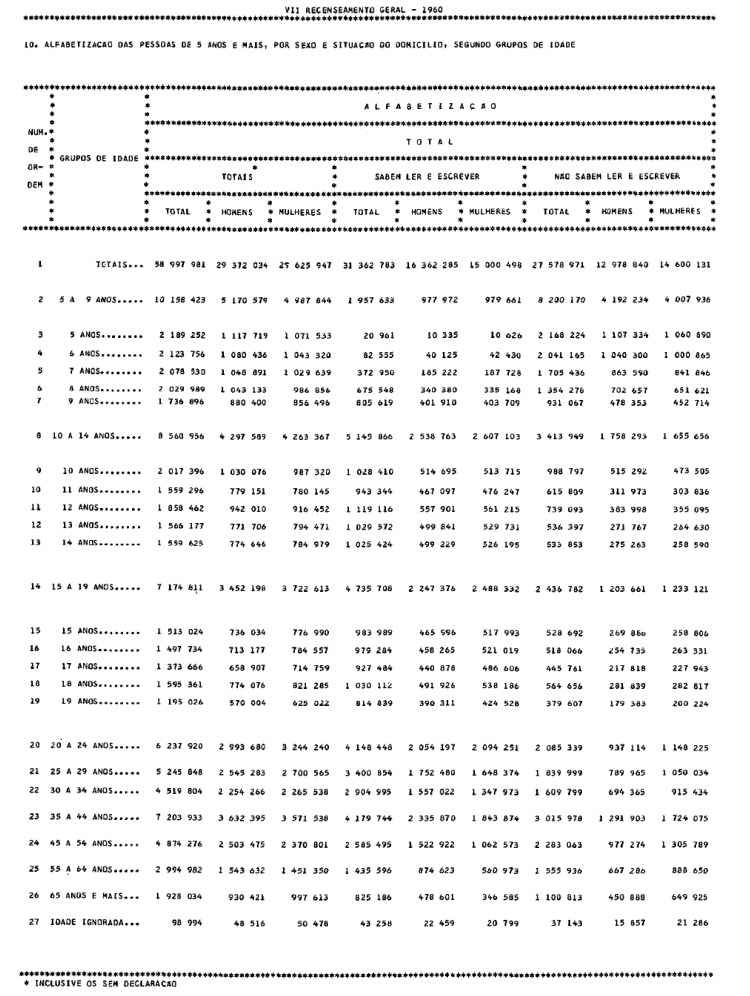 VII RECENSEAMENTO GERAL - 1960
10. ALFABETIZACAO DAS PESSOAS DE 5 ANOS E MAIS, POR SEXO E SITUACAO DO DOMICILIO, SEGUNDO GRUPOS DE IDADE
A L F A B E T I Z A C A O
NUM. DE ORDEM GRUPOS DE IDADE T O T A L
TOTAIS* SABEM LER E ESCREVER NAO SABEM LER E ESCREVER
TOTAL HOMENS MULHERES TOTAL HOMENS MULHERES TOTAL HOMENS MULHERES
1 TOTAIS... 58 997 981 29 372 034 29 625 947 31 362 783 16 362 285 15 000 498 27 578 971 12 978 840 14 600 131
2 5 A 9 ANOS..... 10 158 423 5 170 579 4 987 844 1 957 633 977 972 979 661 8 200 170 4 192 234 4 007 936
3 5 ANOS........ 2 189 252 1 117 719 1 071 533 20 961 10 335 10 626 2 168 224 1 107 334 1 060 890
4 6 ANOS........ 2 123 756 1 080 436 1 043 320 82 555 40 125 42 430 2 041 165 1 040 300 1 000 865
5 7 ANOS........ 2 078 530 1 048 891 1 029 639 372 950 185 222 187 728 1 705 436 863 590 841 846
6 8 ANOS........ 2 029 989 1 043 133 986 856 675 548 340 380 335 168 1 354 278 702 657 651 621
7 9 ANOS........ 1 736 896 880 400 856 496 805 619 401 910 403 709 931 067 478 353 452 714
8 10 A 14 ANOS..... 8 560 956 4 297 589 4 263 367 5 145 866 2 538 763 2 607 103 3 413 949 1 758 293 1 655 656
9 10 ANOS........ 2 017 396 1 030 076 987 320 1 028 410 514 695 513 715 988 797 515 292 473 505
10 11 ANOS........ 1 559 296 779 151 780 145 943 344 467 097 476 247 615 809 311 973 303 836
11 12 ANOS........ 1 858 462 942 010 916 452 1 119 116 557 901 561 215 739 093 383 998 355 095
12 13 ANOS........ 1 566 177 771 706 794 471 1 029 572 499 841 529 731 536 397 271 767 264 630
13 14 ANOS........ 1 559 625 774 646 784 979 1 025 424 499 229 526 195 533 853 275 263 258 590
14 15 A 19 ANOS..... 7 174 811 3 452 198 3 722 613 4 735 708 2 247 376 2 488 332 2 436 782 1 203 661 1 233 121
15 15 ANOS........ 1 513 024 736 034 776 990 983 989 465 996 517 993 528 692 269 886 258 806
16 16 ANOS........ 1 497 734 713 177 784 557 979 284 458 265 521 019 518 066 254 735 263 331
17 17 ANOS........ 1 373 666 658 907 714 759 927 484 440 878 486 606 445 761 217 818 227 943
18 18 ANOS........ 1 595 361 774 076 821 285 1 030 112 491 926 538 186 564 656 281 839 282 817
19 19 ANOS........ 1 195 026 570 004 625 022 814 839 390 311 424 528 379 607 179 383 200 224
20 20 A 24 ANOS..... 6 237 920 2 993 680 3 244 240 4 148 448 2 054 197 2 094 251 2 085 339 937 114 1 148 225
21 25 A 29 ANOS..... 5 245 848 2 545 283 2 700 565 3 400 854 1 752 480 1 648 374 1 839 999 789 965 1 050 034
22 30 A 34 ANOS..... 4 519 804 2 254 266 2 265 538 2 904 995 1 557 022 1 347 973 1 609 799 694 365 915 434
23 35 A 44 ANOS..... 7 203 933 3 632 395 3 571 538 4 179 744 2 335 870 1 843 874 3 015 978 1 291 903 1 724 075
24 45 A 54 ANOS..... 4 874 276 2 503 475 2 370 801 2 585 495 1 522 922 1 062 573 2 283 063 977 274 1 305 789
25 55 A 64 ANOS..... 2 994 982 1 543 632 1 451 350 1 435 596 874 623 560 973 1 555 936 667 286 888 650
26 65 ANOS E MAIS... 1 928 034 930 421 997 613 825 186 478 601 346 585 1 100 813 450 888 649 925
27 IDADE IGNORADA... 98 994 48 516 50 478 43 258 22 459 20 799 37 143 15 857 21 286
* INCLUSIVE OS SEM DECLARACAO